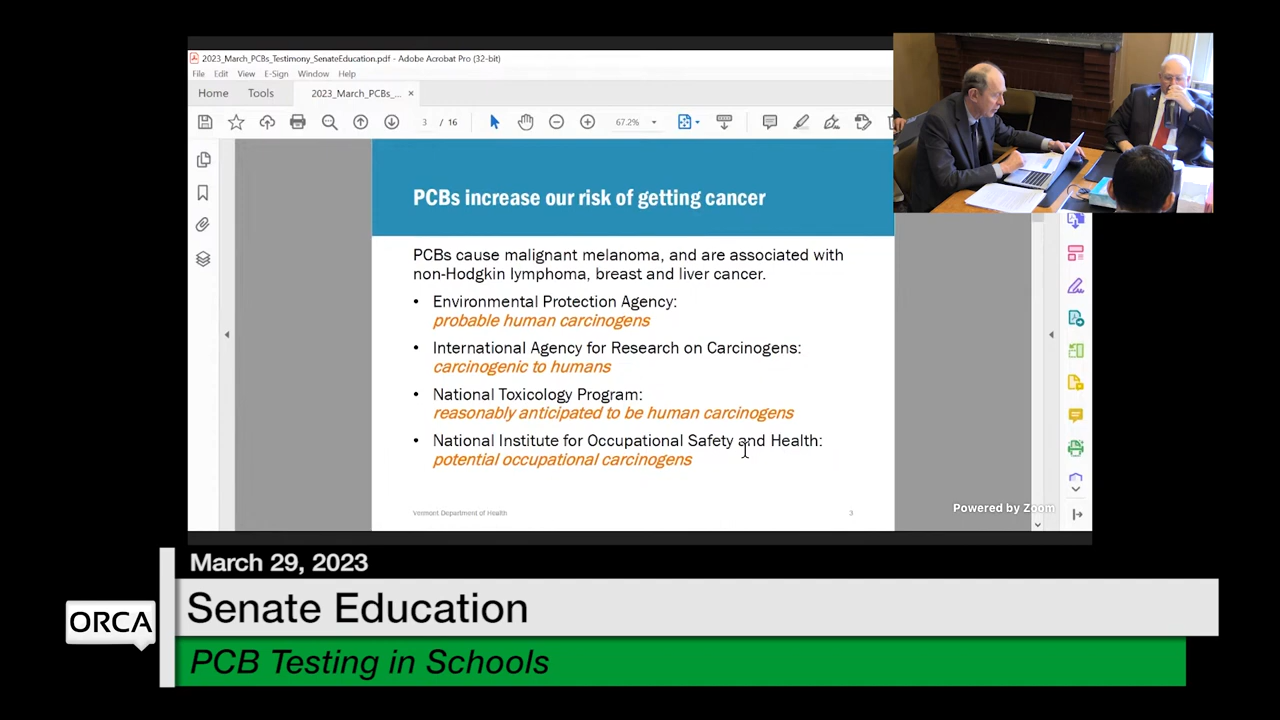 2023_March_PCBs_Testimony_SenateEducation.pdf - Adobe Acrobat Pro (32-bit)
File Edit View E-Sign Window Help
Home Tools 2023_March_PCBs_... ×
3 / 16 67.2%
PCBs increase our risk of getting cancer
PCBs cause malignant melanoma, and are associated with
non-Hodgkin lymphoma, breast and liver cancer.
• Environmental Protection Agency:
probable human carcinogens
• International Agency for Research on Carcinogens:
carcinogenic to humans
• National Toxicology Program:
reasonably anticipated to be human carcinogens
• National Institute for Occupational Safety and Health:
potential occupational carcinogens
Vermont Department of Health 3
Powered by Zoom
March 29, 2023
Senate Education
ORCA
PCB Testing in Schools